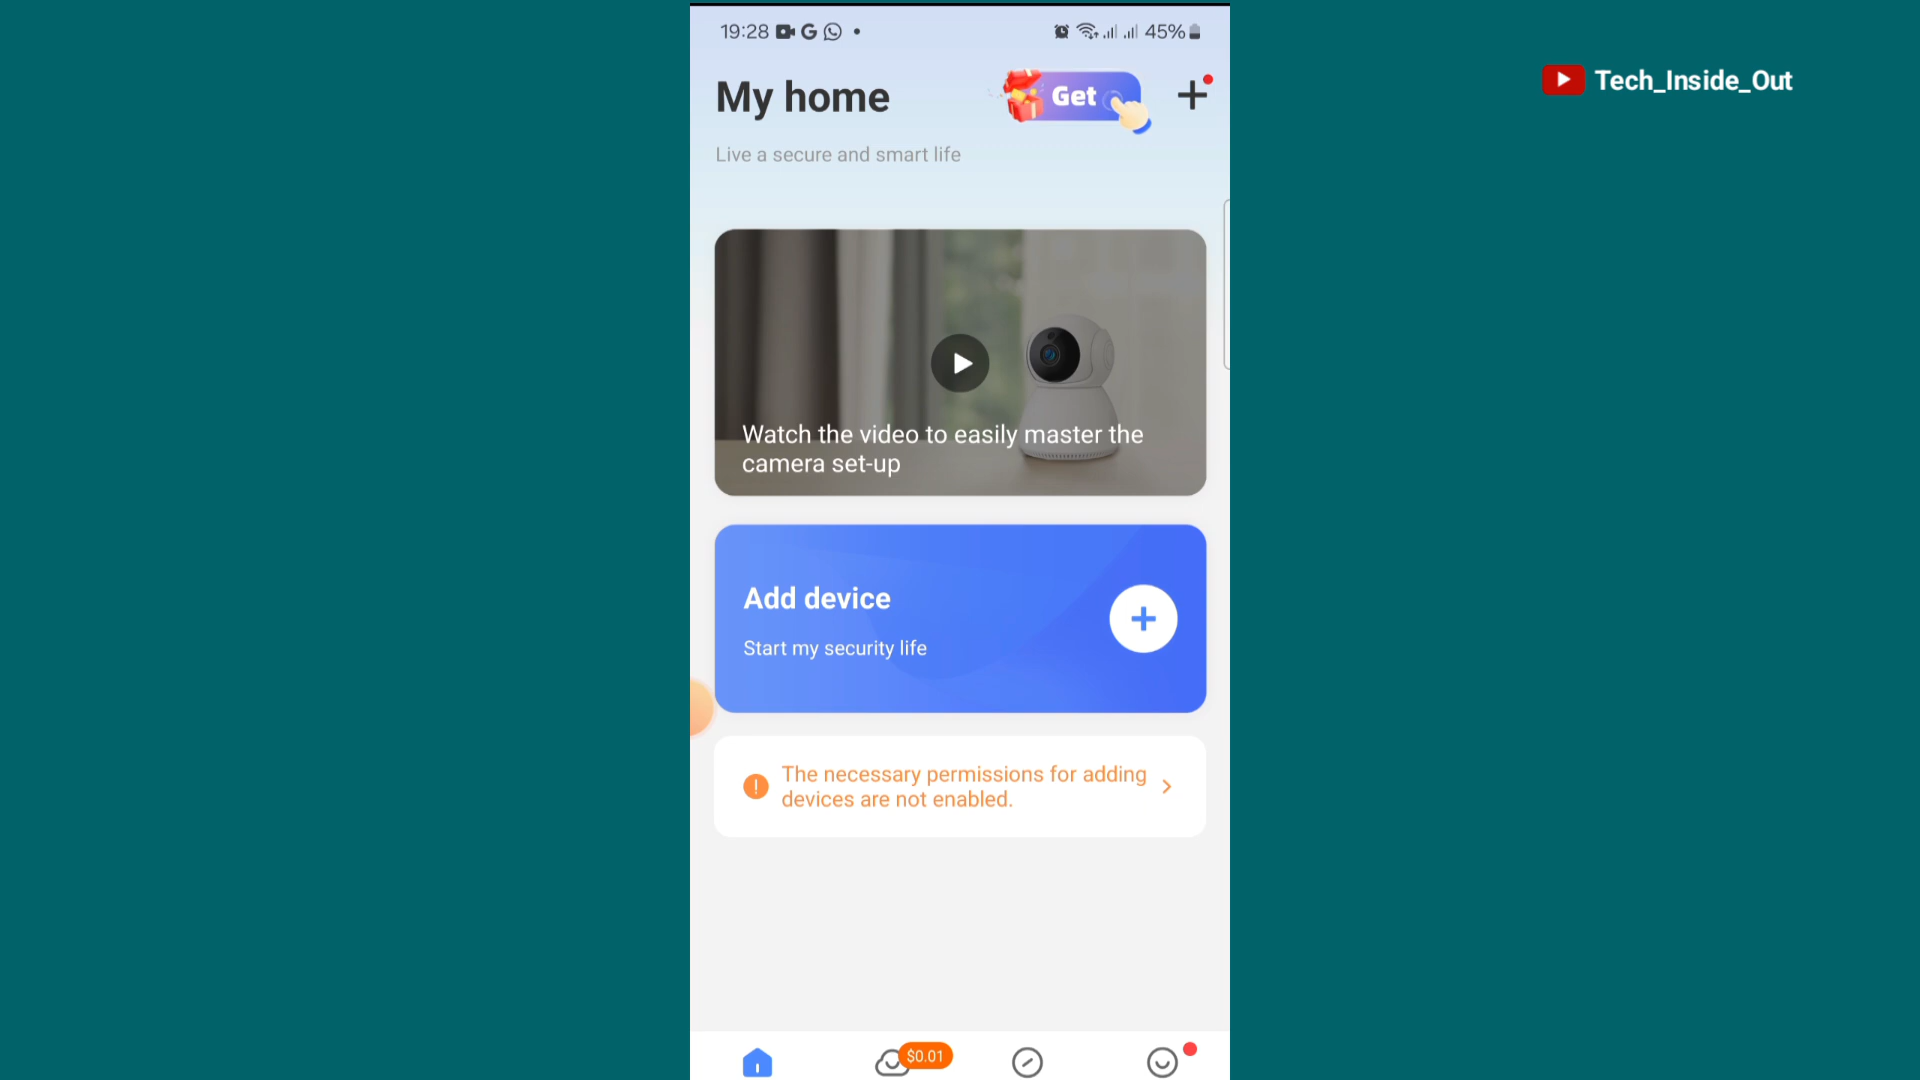 19:28
45%
Tech_Inside_Out
My home
Get
Live a secure and smart life
Watch the video to easily master the
camera set-up
Add device
Start my security life
The necessary permissions for adding
devices are not enabled.
$0.01